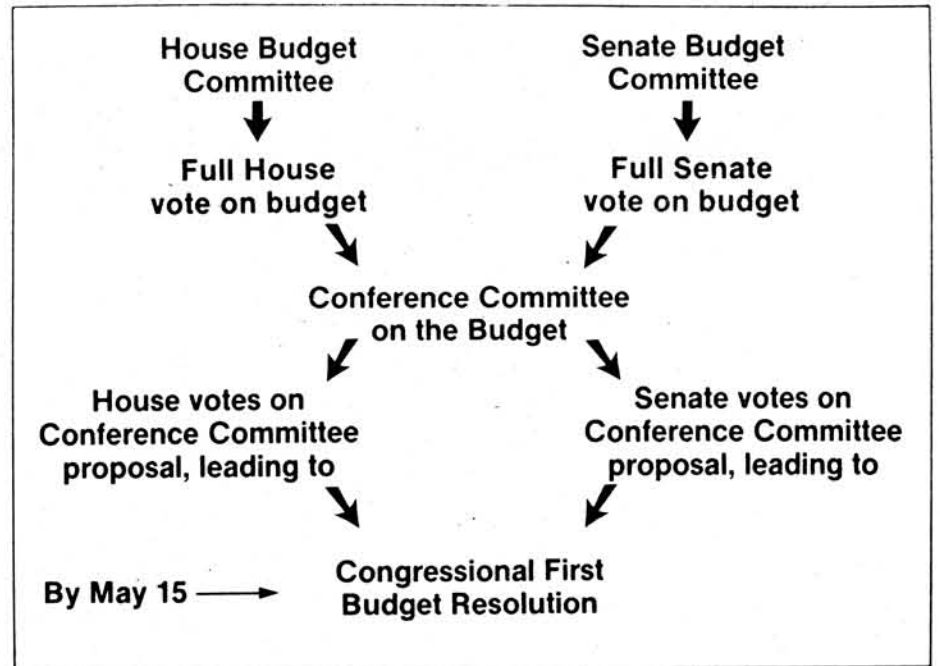 House Budget
Committee
Senate Budget
Committee
Full House
vote on budget
Full Senate
vote on budget
Conference Committee
on the Budget
House votes on
Conference Committee
proposal, leading to
Senate votes on
Conference Committee
proposal, leading to
By May 15
Congressional First
Budget Resolution